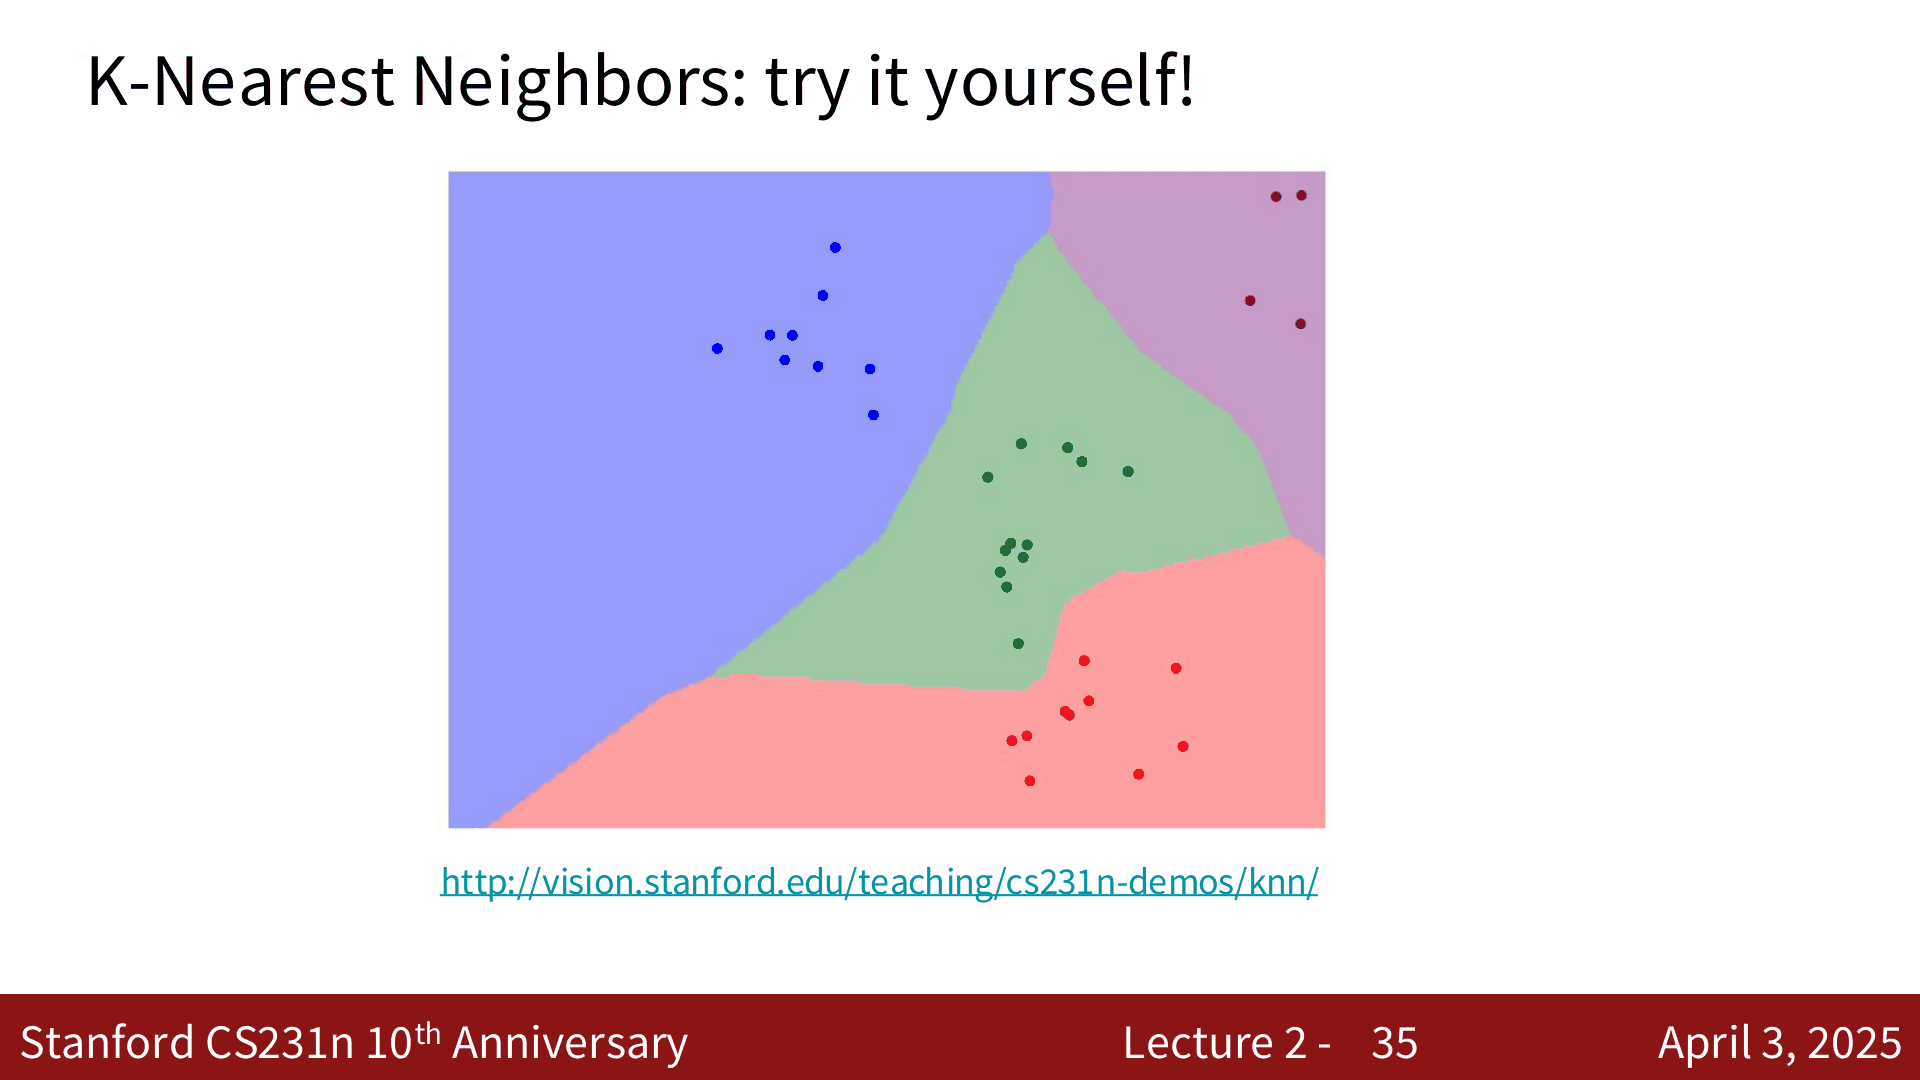 K-Nearest Neighbors: try it yourself!
http://vision.stanford.edu/teaching/cs231n-demos/knn/
Stanford CS231n 10th Anniversary
Lecture 2 - 35
April 3, 2025